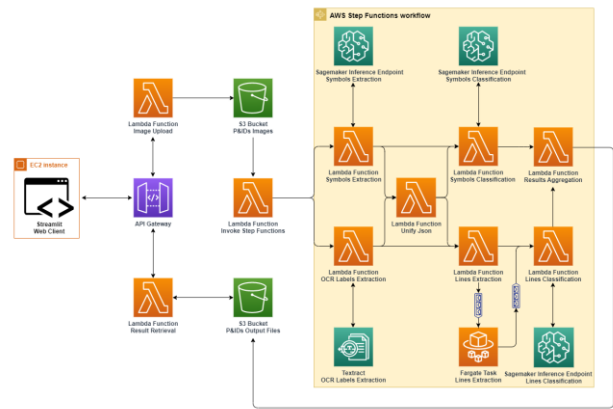 AWS Step Functions workflow
Sagemaker Inference Endpoint
Symbols Extraction
Sagemaker Inference Endpoint
Symbols Classification
Lambda Function
Image Upload
S3 Bucket
P&IDs Images
Lambda Function
Symbols Extraction
Lambda Function
Symbols Classification
Lambda Function
Results Aggregation
EC2 instance
Streamlit
Web Client
API Gateway
Lambda Function
Invoke Step Functions
Lambda Function
Unify Json
Lambda Function
OCR Labels Extraction
Lambda Function
Lines Extraction
Lambda Function
Lines Classification
Lambda Function
Result Retrieval
S3 Bucket
P&IDs Output Files
Textract
OCR Labels Extraction
Fargate Task
Lines Extraction
Sagemaker Inference Endpoint
Lines Classification